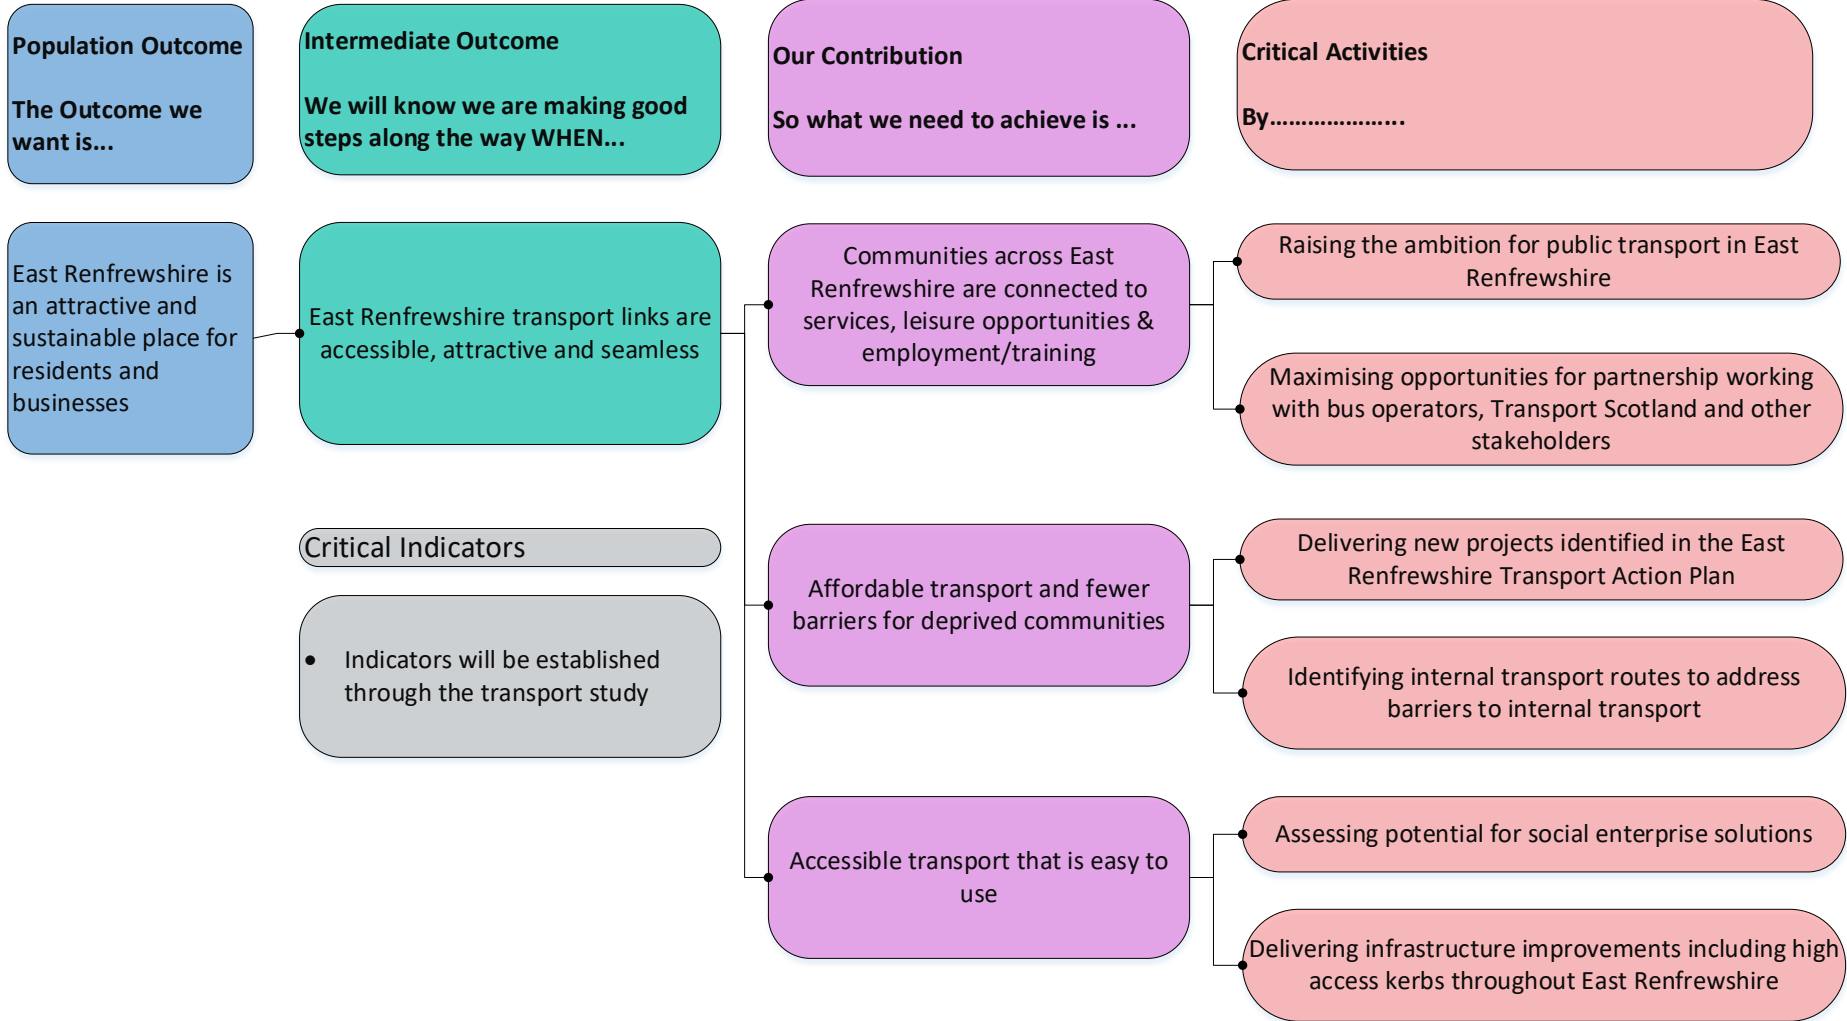 Population Outcome
The Outcome we
want is...
Intermediate Outcome
We will know we are making good
steps along the way WHEN...
Our Contribution
So what we need to achieve is ...
Critical Activities
By.....................
East Renfrewshire is
an attractive and
sustainable place for
residents and
businesses
East Renfrewshire transport links are
accessible, attractive and seamless
Critical Indicators
• Indicators will be established
through the transport study
Communities across East
Renfrewshire are connected to
services, leisure opportunities &
employment/training
Raising the ambition for public transport in East
Renfrewshire
Maximising opportunities for partnership working
with bus operators, Transport Scotland and other
stakeholders
Affordable transport and fewer
barriers for deprived communities
Delivering new projects identified in the East
Renfrewshire Transport Action Plan
Identifying internal transport routes to address
barriers to internal transport
Accessible transport that is easy to
use
Assessing potential for social enterprise solutions
Delivering infrastructure improvements including high
access kerbs throughout East Renfrewshire